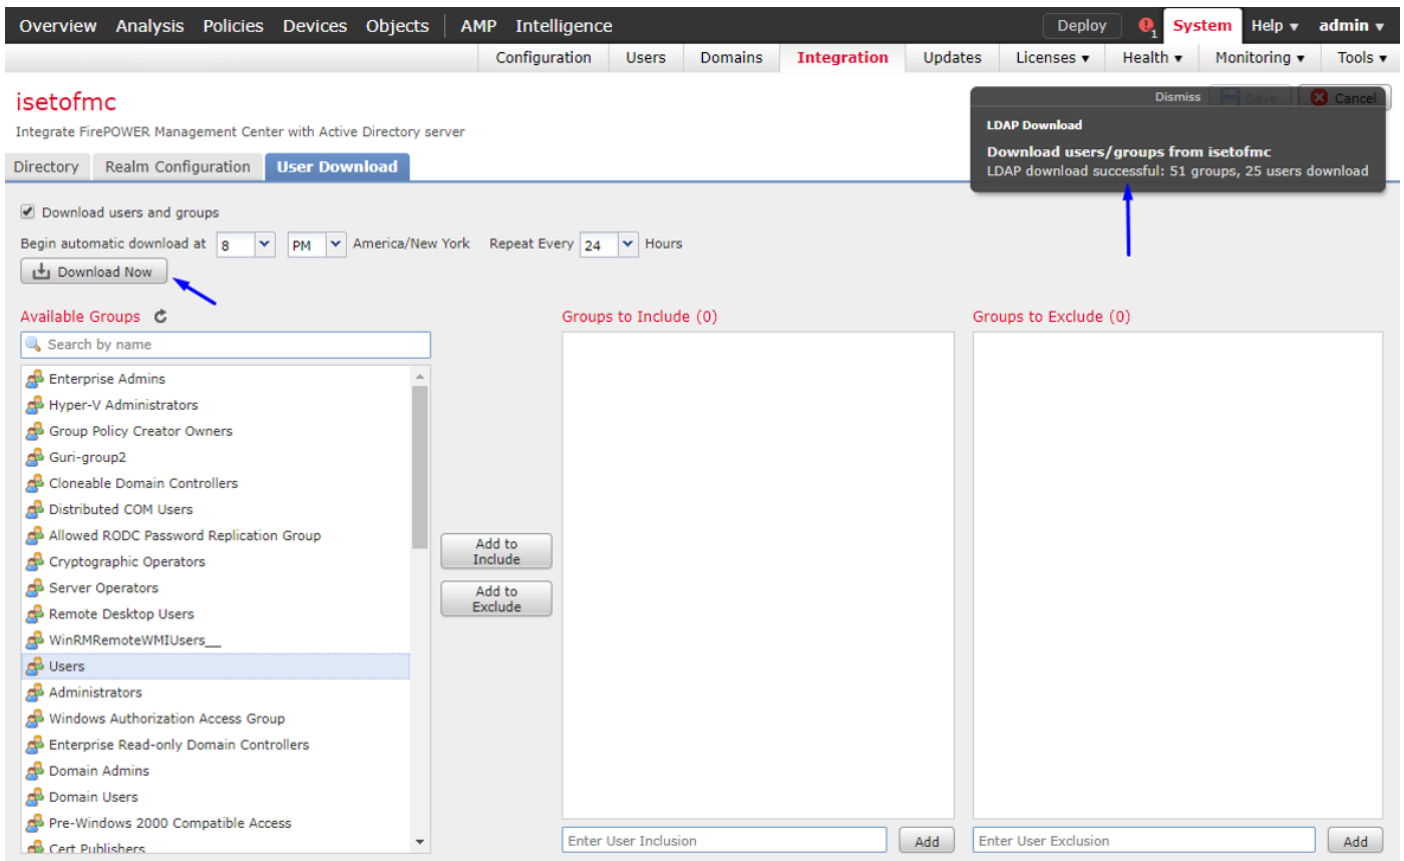 Overview Analysis Policies Devices Objects AMP Intelligence Deploy 1 System Help ▾ admin ▾
Configuration Users Domains Integration Updates Licenses ▾ Health ▾ Monitoring ▾ Tools ▾
isetofmc
Integrate FirePOWER Management Center with Active Directory server
Dismiss Save Cancel
LDAP Download
Download users/groups from isetofmc
LDAP download successful: 51 groups, 25 users download
Directory Realm Configuration User Download
Download users and groups
Begin automatic download at 8 PM America/New York Repeat Every 24 Hours
Download Now
Available Groups Groups to Include (0) Groups to Exclude (0)
Search by name
Enterprise Admins
Hyper-V Administrators
Group Policy Creator Owners
Guri-group2
Cloneable Domain Controllers
Distributed COM Users
Allowed RODC Password Replication Group
Cryptographic Operators
Server Operators
Remote Desktop Users
WinRMRemoteWMIUsers__
Users
Administrators
Windows Authorization Access Group
Enterprise Read-only Domain Controllers
Domain Admins
Domain Users
Pre-Windows 2000 Compatible Access
Cert Publishers
Add to
Include
Add to
Exclude
Enter User Inclusion Add Enter User Exclusion Add